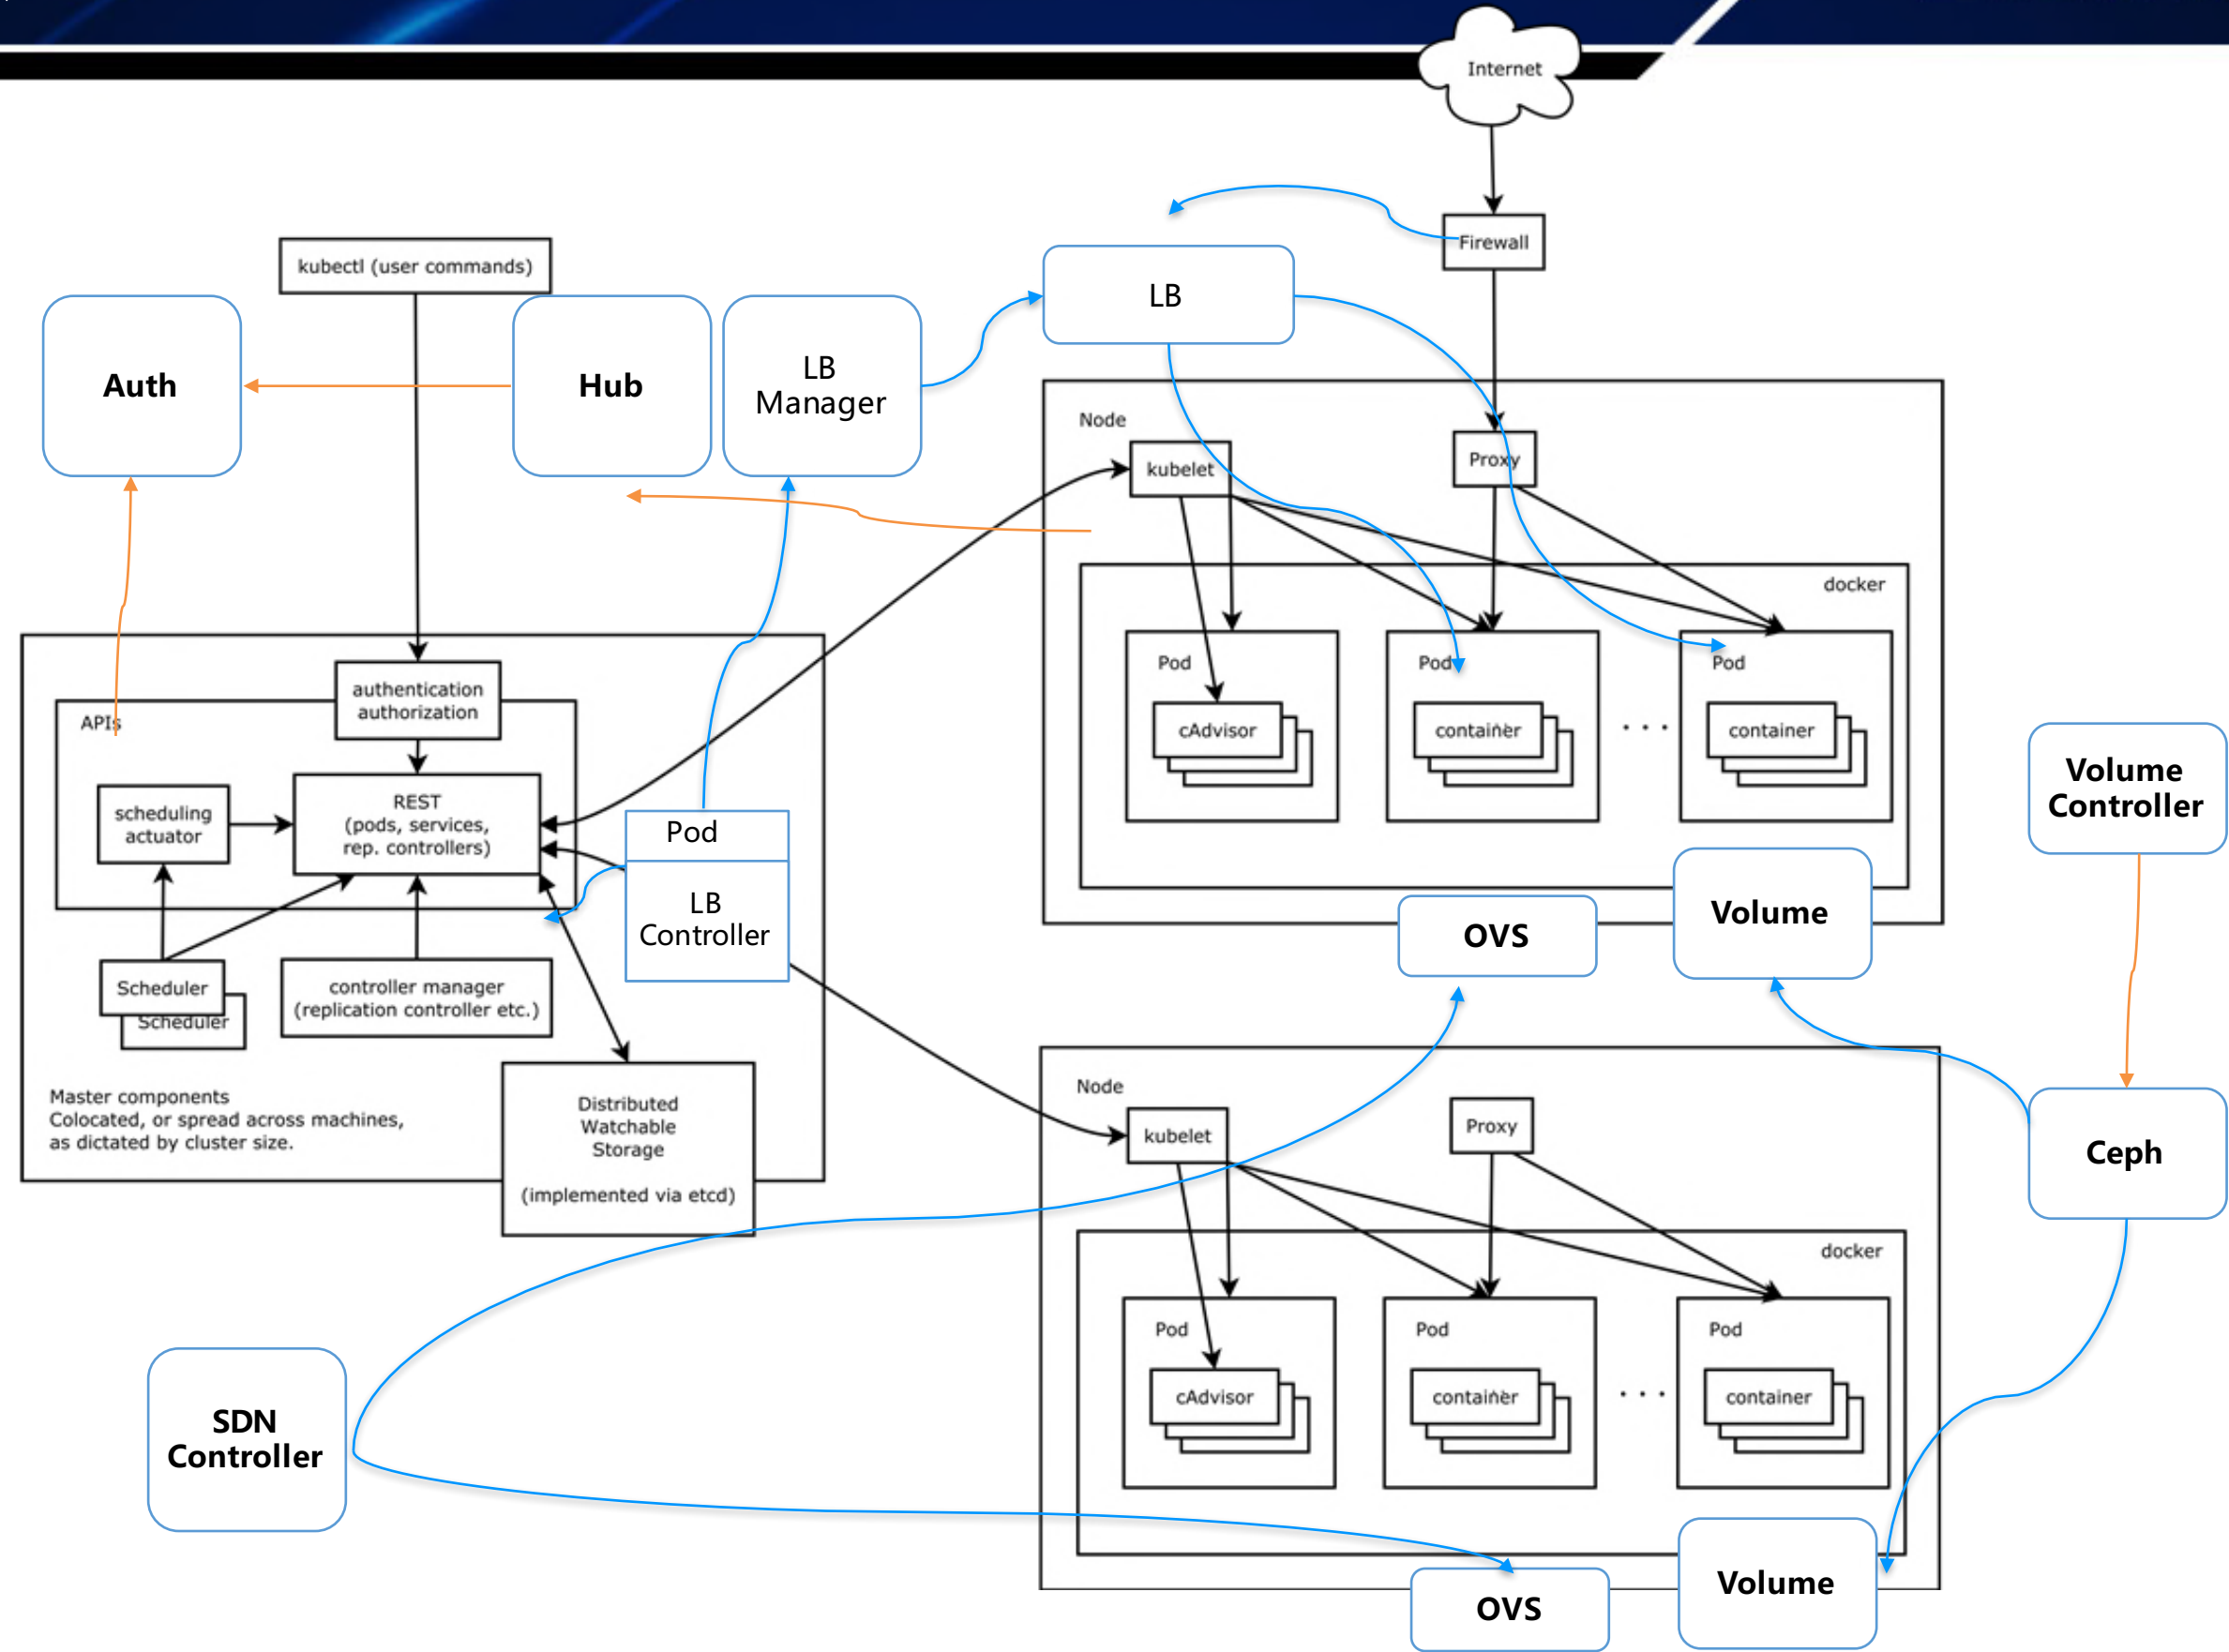 Internet
Firewall
kubectl (user commands)
LB
Auth
Hub
LB
Manager
Node
kubelet
Proxy
docker
Pod
cAdvisor
Pod
container
. . .
Pod
container
authentication
authorization
APIs
scheduling
actuator
REST
(pods, services,
rep. controllers)
Pod
LB
Controller
Scheduler
Scheduler
controller manager
(replication controller etc.)
Master components
Colocated, or spread across machines,
as dictated by cluster size.
Distributed
Watchable
Storage
(implemented via etcd)
Volume
Controller
OVS
Volume
Ceph
Node
kubelet
Proxy
docker
Pod
cAdvisor
Pod
container
. . .
Pod
container
SDN
Controller
OVS
Volume